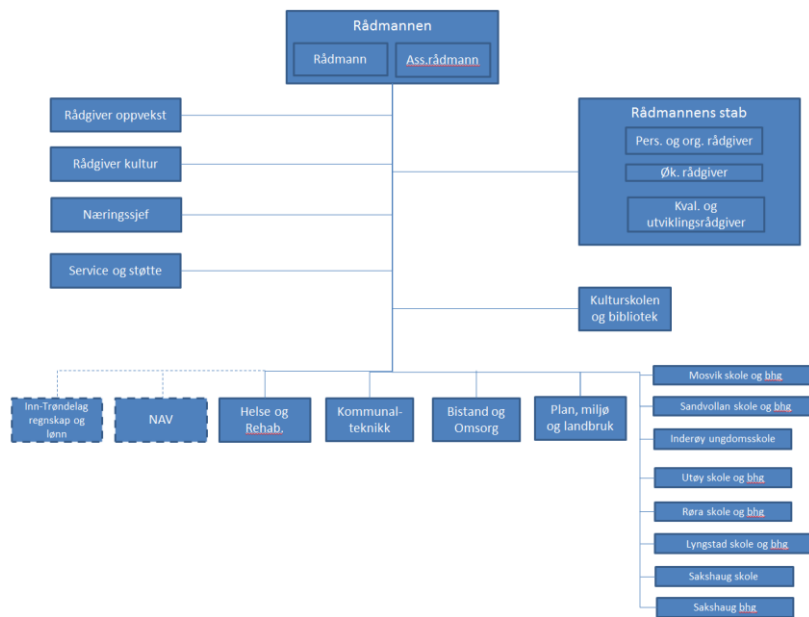 Rådmannen
Rådmann
Ass.rådmann
Rådgiver oppvekst
Rådgiver kultur
Næringssjef
Service og støtte
Rådmannens stab
Pers. og org. rådgiver
Øk. rådgiver
Kval. og
utviklingsrådgiver
Kulturskolen
og bibliotek
Inn-Trøndelag
regnskap og
lønn
NAV
Helse og
Rehab.
Kommunal-
teknikk
Bistand og
Omsorg
Plan, miljø
og landbruk
Mosvik skole og bhg
Sandvollan skole og bhg
Inderøy ungdomsskole
Utøy skole og bhg
Røra skole og bhg
Lyngstad skole og bhg
Sakshaug skole
Sakshaug bhg